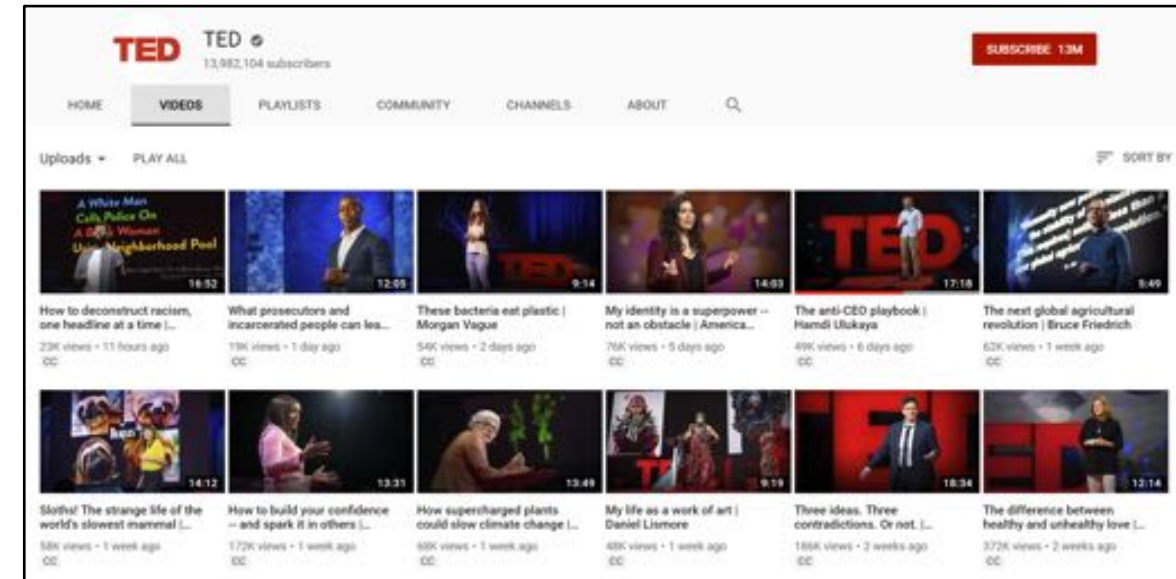 TED
TED
13,982,104 subscribers
SUBSCRIBE 13M
HOME VIDEOS PLAYLISTS COMMUNITY CHANNELS ABOUT
Uploads PLAY ALL SORT BY
A White Man
Calls Police On
A Black Woman
Using Neighborhood Pool
16:52
12:05
TED
9:14
14:03
TED
17:18
5:49
How to deconstruct racism,
one headline at a time |...
23K views • 11 hours ago
CC
What prosecutors and
incarcerated people can lea...
19K views • 1 day ago
CC
These bacteria eat plastic |
Morgan Vague
54K views • 2 days ago
CC
My identity is a superpower --
not an obstacle | America...
76K views • 5 days ago
CC
The anti-CEO playbook |
Hamdi Ulukaya
49K views • 6 days ago
CC
The next global agricultural
revolution | Bruce Friedrich
62K views • 1 week ago
CC
14:12
13:31
13:49
9:19
18:34
12:14
Sloths! The strange life of the
world's slowest mammal |...
58K views • 1 week ago
CC
How to build your confidence
-- and spark it in others |...
172K views • 1 week ago
CC
How supercharged plants
could slow climate change |...
68K views • 1 week ago
CC
My life as a work of art |
Daniel Lismore
48K views • 1 week ago
CC
Three ideas. Three
contradictions. Or not. |...
186K views • 2 weeks ago
CC
The difference between
healthy and unhealthy love |...
372K views • 2 weeks ago
CC